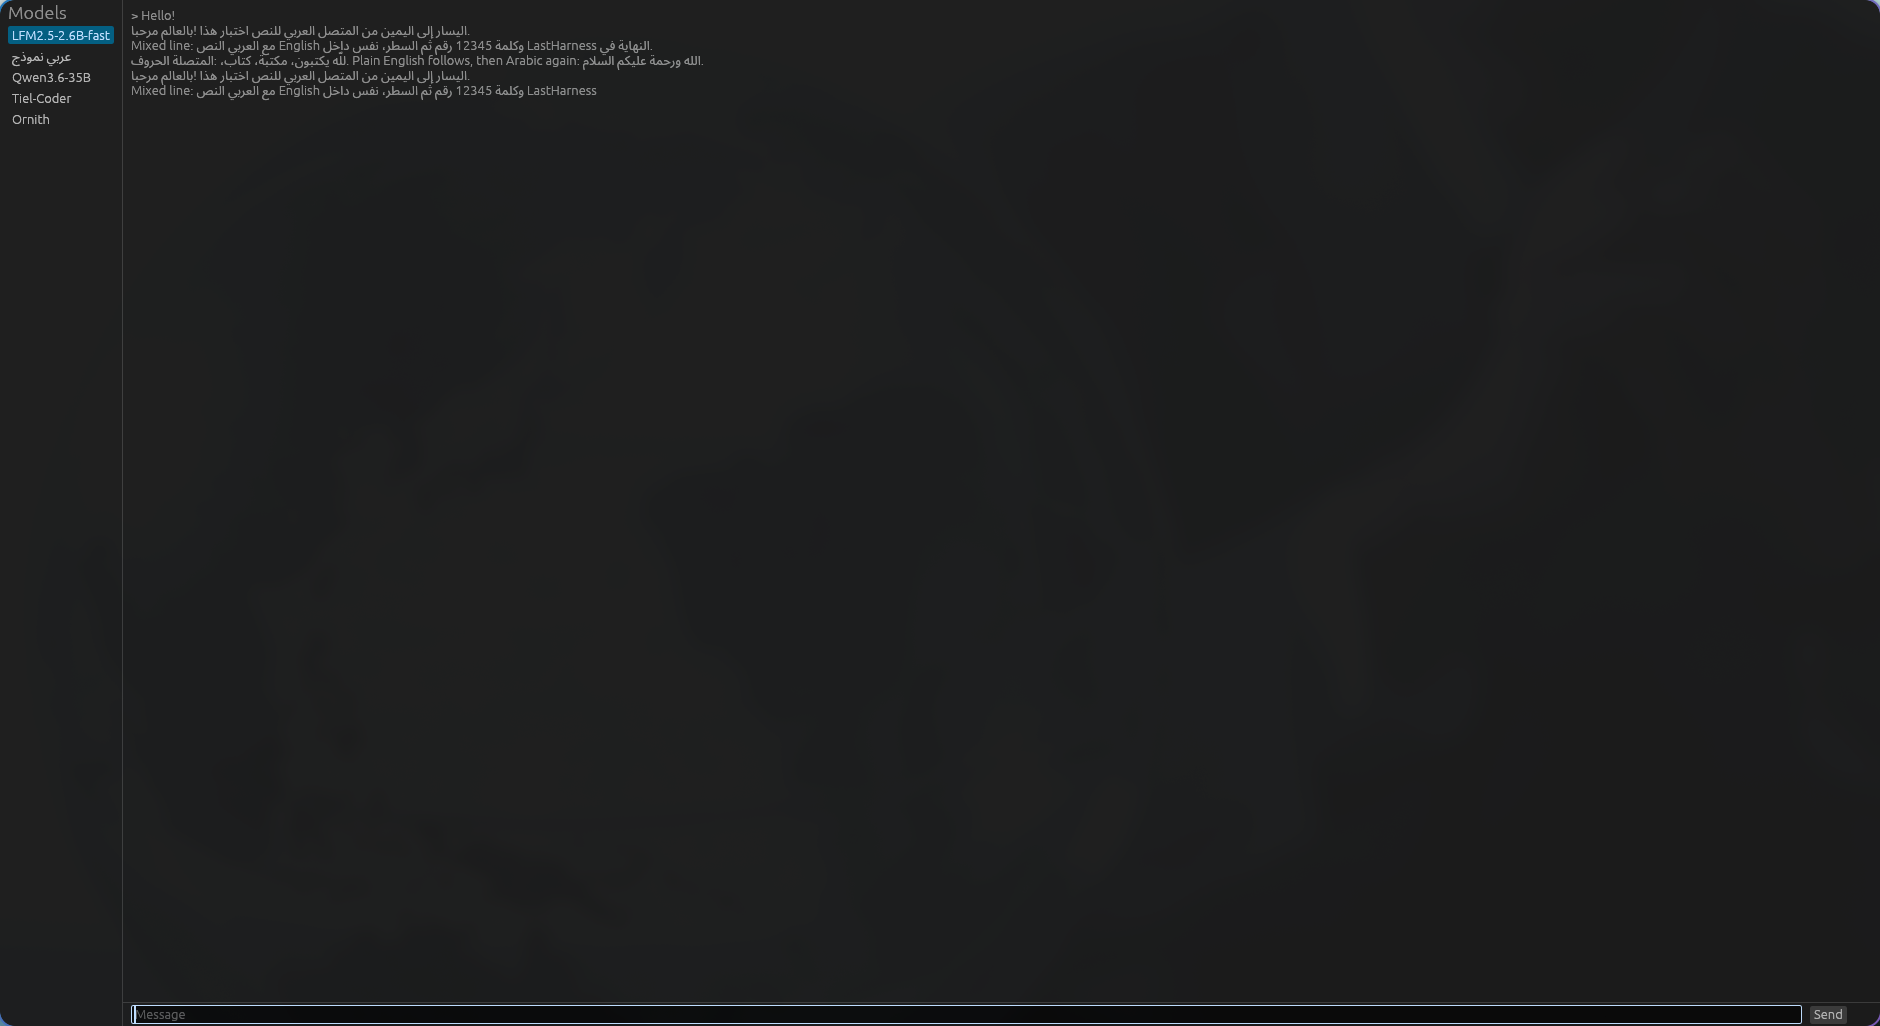 Models
LFM2.5-2.6B-fast
عربي نموذج
Qwen3.6-35B
Tiel-Coder
Ornith
> Hello!
اليسار إلى اليمين من المتصل العربي للنص اختبار هذا !بالعالم مرحبا.
Mixed line: مع العربي النص English السطر، نفس داخل رقم ثم 12345 وكلمة LastHarness النهاية في.
المتصلة الحروف: كتاب، مكتبة، يكتبون، للّه. Plain English follows, then Arabic again: الله ورحمة عليكم السلام.
اليسار إلى اليمين من المتصل العربي للنص اختبار هذا !بالعالم مرحبا.
Mixed line: مع العربي النص English السطر، نفس داخل رقم ثم 12345 وكلمة LastHarness
Message
Send